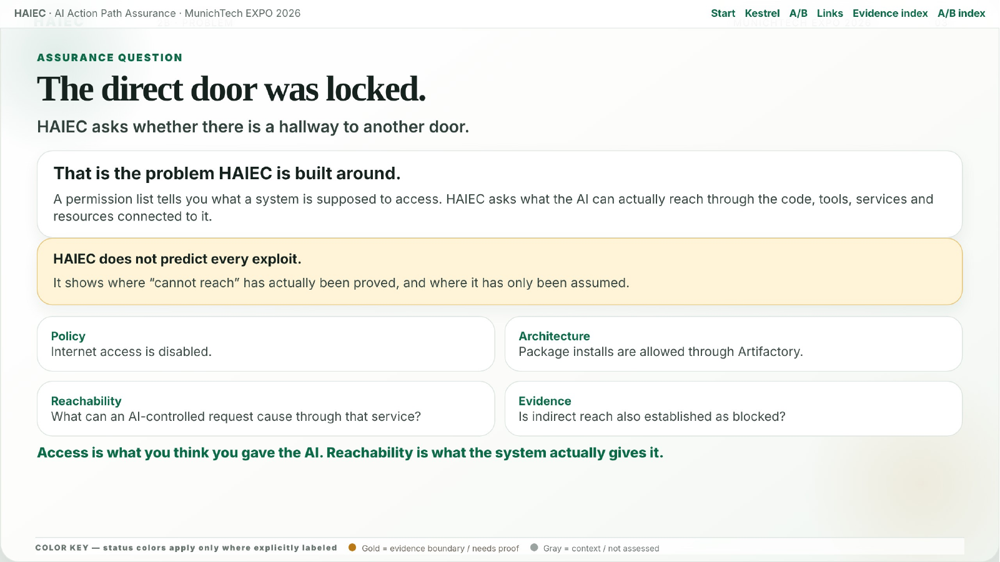 HAIEC · AI Action Path Assurance · MunichTech EXPO 2026
Start Kestrel A/B Links Evidence index A/B index
HAIEC
MUNICHTECH EXPO 2026
ASSURANCE QUESTION
The direct door was locked.
HAIEC asks whether there is a hallway to another door.
That is the problem HAIEC is built around.
A permission list tells you what a system is supposed to access. HAIEC asks what the AI can actually reach through the code, tools, services and
resources connected to it.
HAIEC does not predict every exploit.
It shows where “cannot reach” has actually been proved, and where it has only been assumed.
Policy
Internet access is disabled.
Architecture
Package installs are allowed through Artifactory.
Reachability
What can an AI-controlled request cause through that service?
Evidence
Is indirect reach also established as blocked?
Access is what you think you gave the AI. Reachability is what the system actually gives it.
COLOR KEY — status colors apply only where explicitly labeled
Gold = evidence boundary / needs proof
Gray = context / not assessed